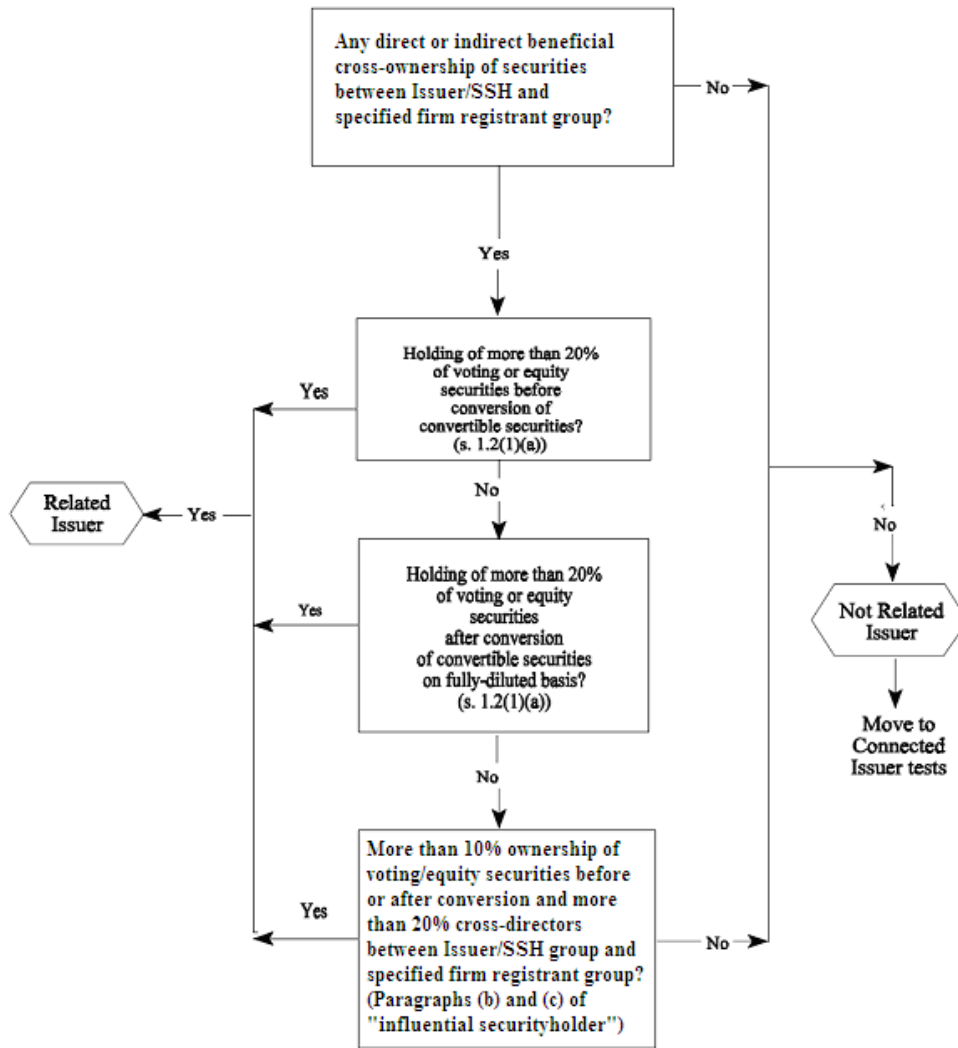 Any direct or indirect beneficial
cross-ownership of securities
between Issuer/SSH and
specified firm registrant group?
No
Yes
Holding of more than 20%
of voting or equity
securities before
conversion of
convertible securities?
(s. 1.2(1)(a))
Yes
No
Related
Issuer
Yes
No
Holding of more than 20%
of voting or equity
securities
after conversion
of convertible securities
on fully-diluted basis?
(s. 1.2(1)(a))
Yes
Not Related
Issuer
Move to
Connected
Issuer tests
No
More than 10% ownership of
voting/equity securities before
or after conversion and more
than 20% cross-directors
between Issuer/SSH group and
specified firm registrant group?
(Paragraphs (b) and (c) of
"influential securityholder")
Yes
No